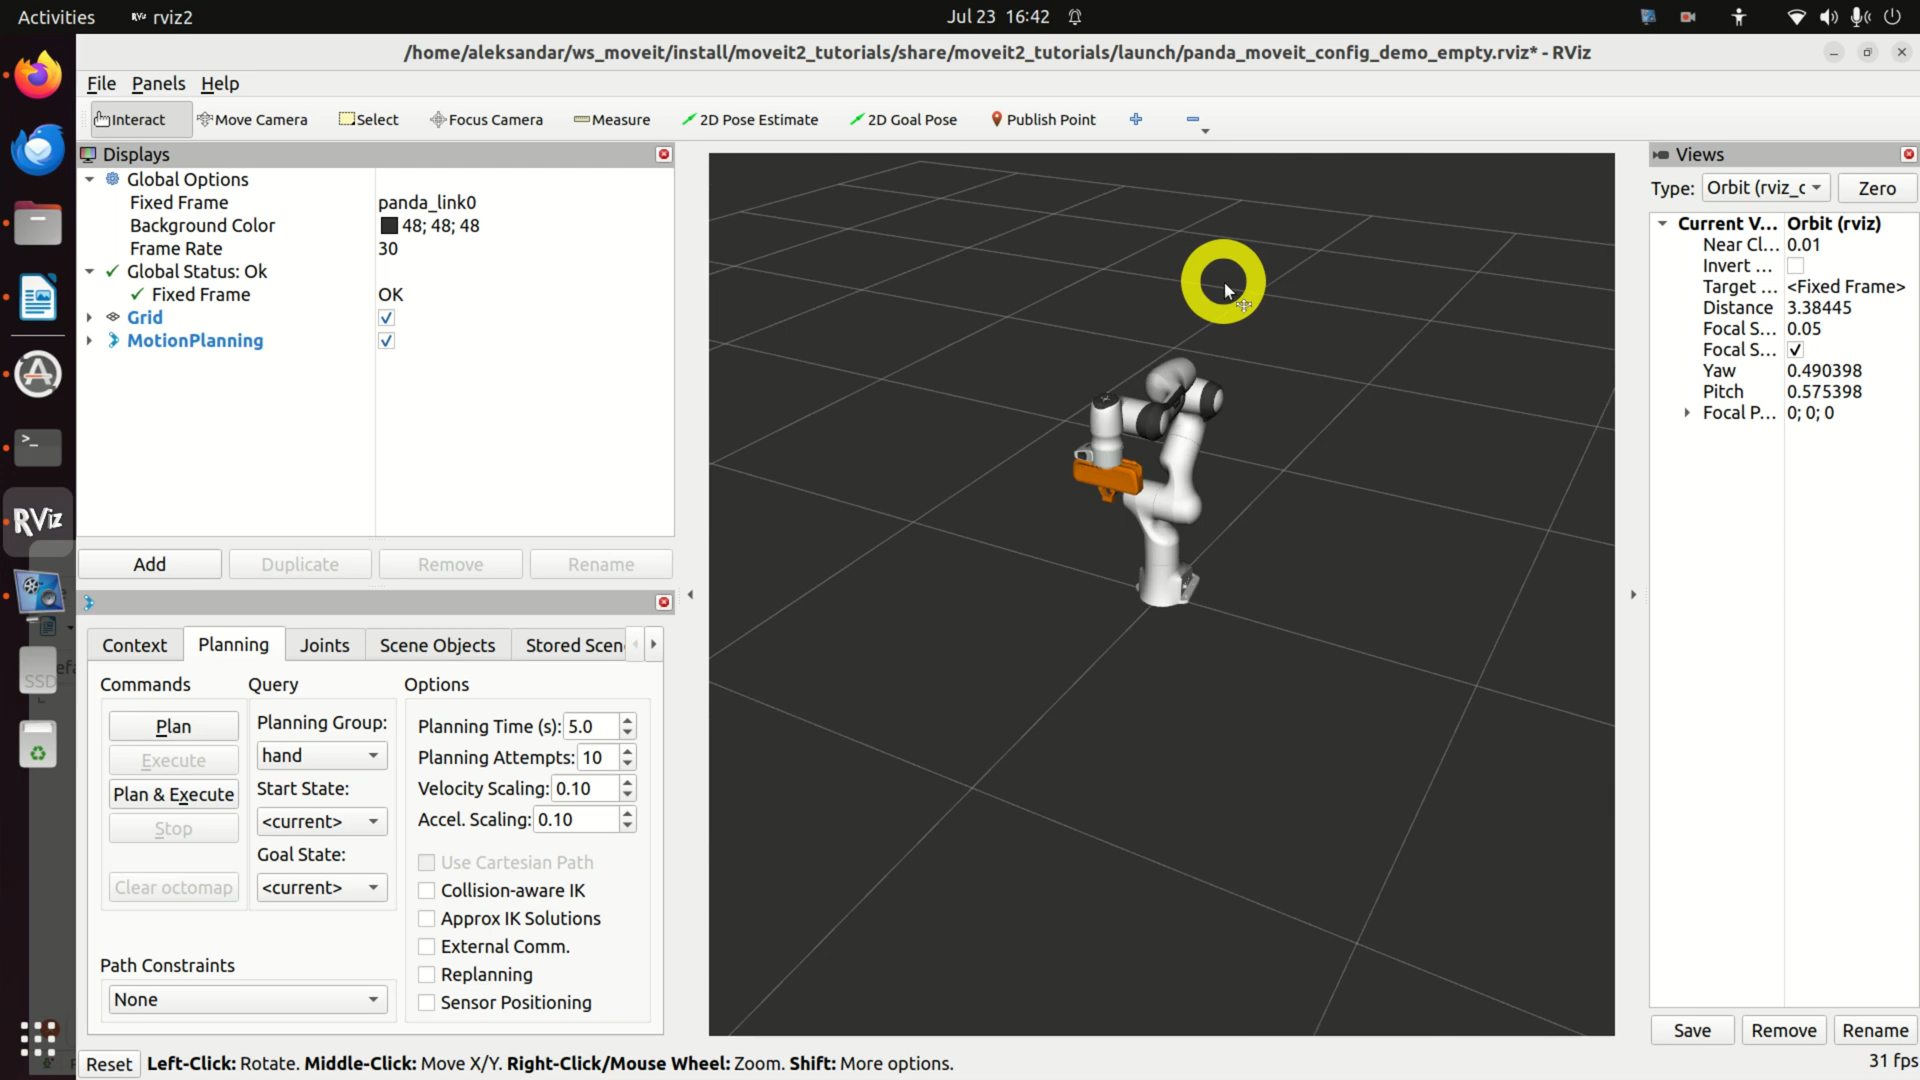 Activities
RViz rviz2
Jul 23 16:42
/home/aleksandar/ws_moveit/install/moveit2_tutorials/share/moveit2_tutorials/launch/panda_moveit_config_demo_empty.rviz* - RViz
File Panels Help
Interact Move Camera Select Focus Camera Measure 2D Pose Estimate 2D Goal Pose Publish Point
Displays
Global Options
Fixed Frame panda_link0
Background Color 48; 48; 48
Frame Rate 30
Global Status: Ok
Fixed Frame OK
Grid
MotionPlanning
Add Duplicate Remove Rename
Context Planning Joints Scene Objects Stored Scen
Commands Query Options
Plan
Execute
Plan & Execute
Stop
Clear octomap
Planning Group:
hand
Start State:
<current>
Goal State:
<current>
Planning Time (s): 5.0
Planning Attempts: 10
Velocity Scaling: 0.10
Accel. Scaling: 0.10
Use Cartesian Path
Collision-aware IK
Approx IK Solutions
External Comm.
Replanning
Sensor Positioning
Path Constraints
None
Views
Type: Orbit (rviz_c Zero
Current V... Orbit (rviz)
Near Cl... 0.01
Invert ...
Target ... <Fixed Frame>
Distance 3.38445
Focal S... 0.05
Focal S...
Yaw 0.490398
Pitch 0.575398
Focal P... 0; 0; 0
Save Remove Rename
RViz
SSD
Reset Left-Click: Rotate. Middle-Click: Move X/Y. Right-Click/Mouse Wheel: Zoom. Shift: More options.
31 fps